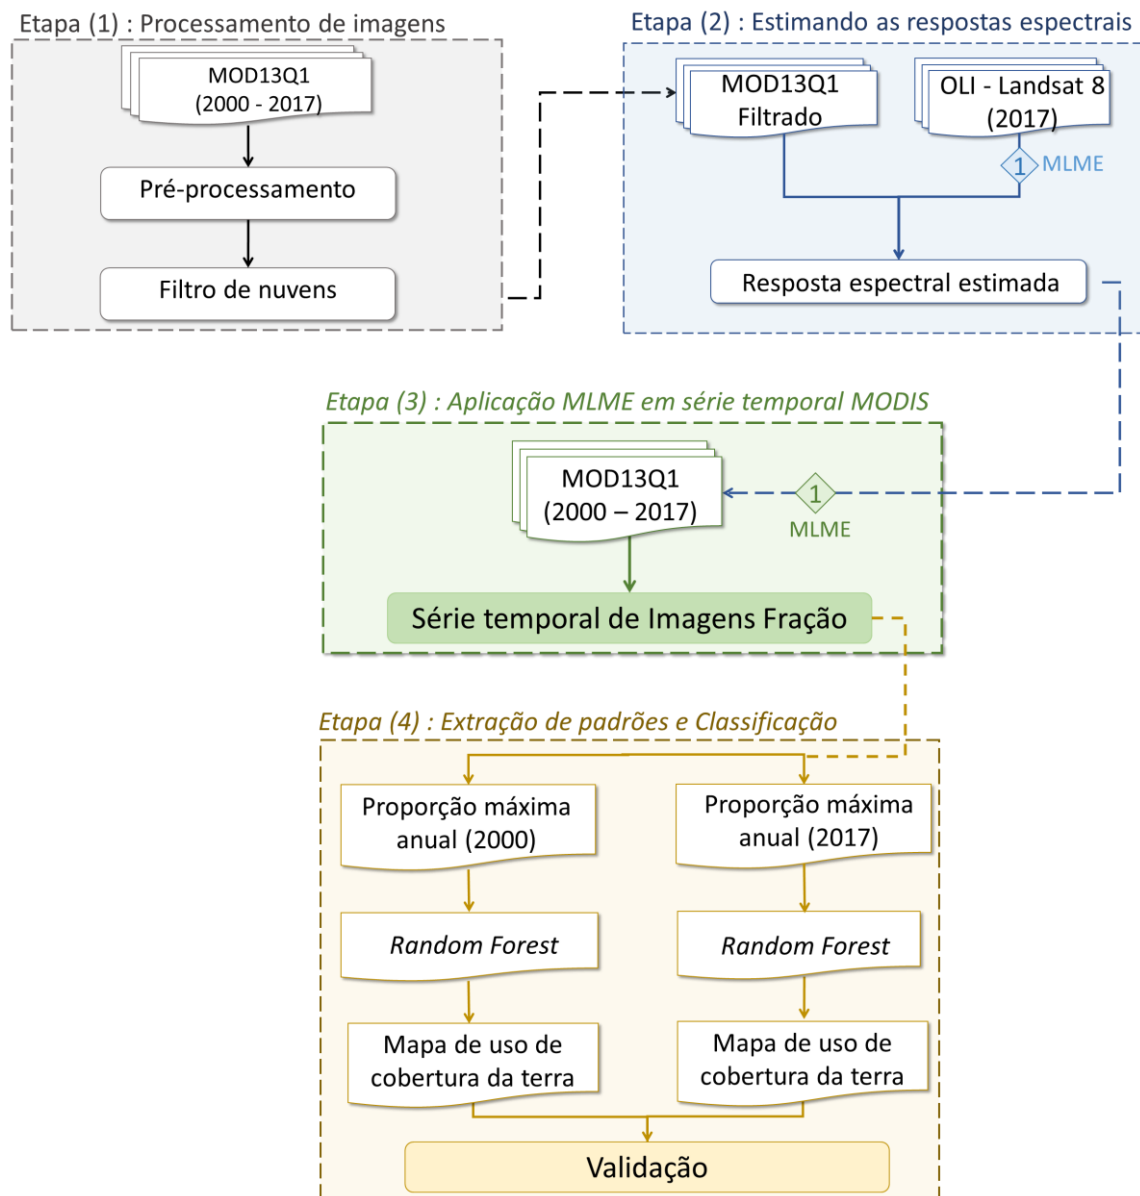 Etapa (1) : Processamento de imagens
MOD13Q1
(2000 - 2017)
Pré-processamento
Filtro de nuvens
Etapa (2) : Estimando as respostas espectrais
MOD13Q1
Filtrado
OLI - Landsat 8
(2017)
1
MLME
Resposta espectral estimada
Etapa (3) : Aplicação MLME em série temporal MODIS
MOD13Q1
(2000 – 2017)
1
MLME
Série temporal de Imagens Fração
Etapa (4) : Extração de padrões e Classificação
Proporção máxima
anual (2000)
Random Forest
Mapa de uso de
cobertura da terra
Proporção máxima
anual (2017)
Random Forest
Mapa de uso de
cobertura da terra
Validação